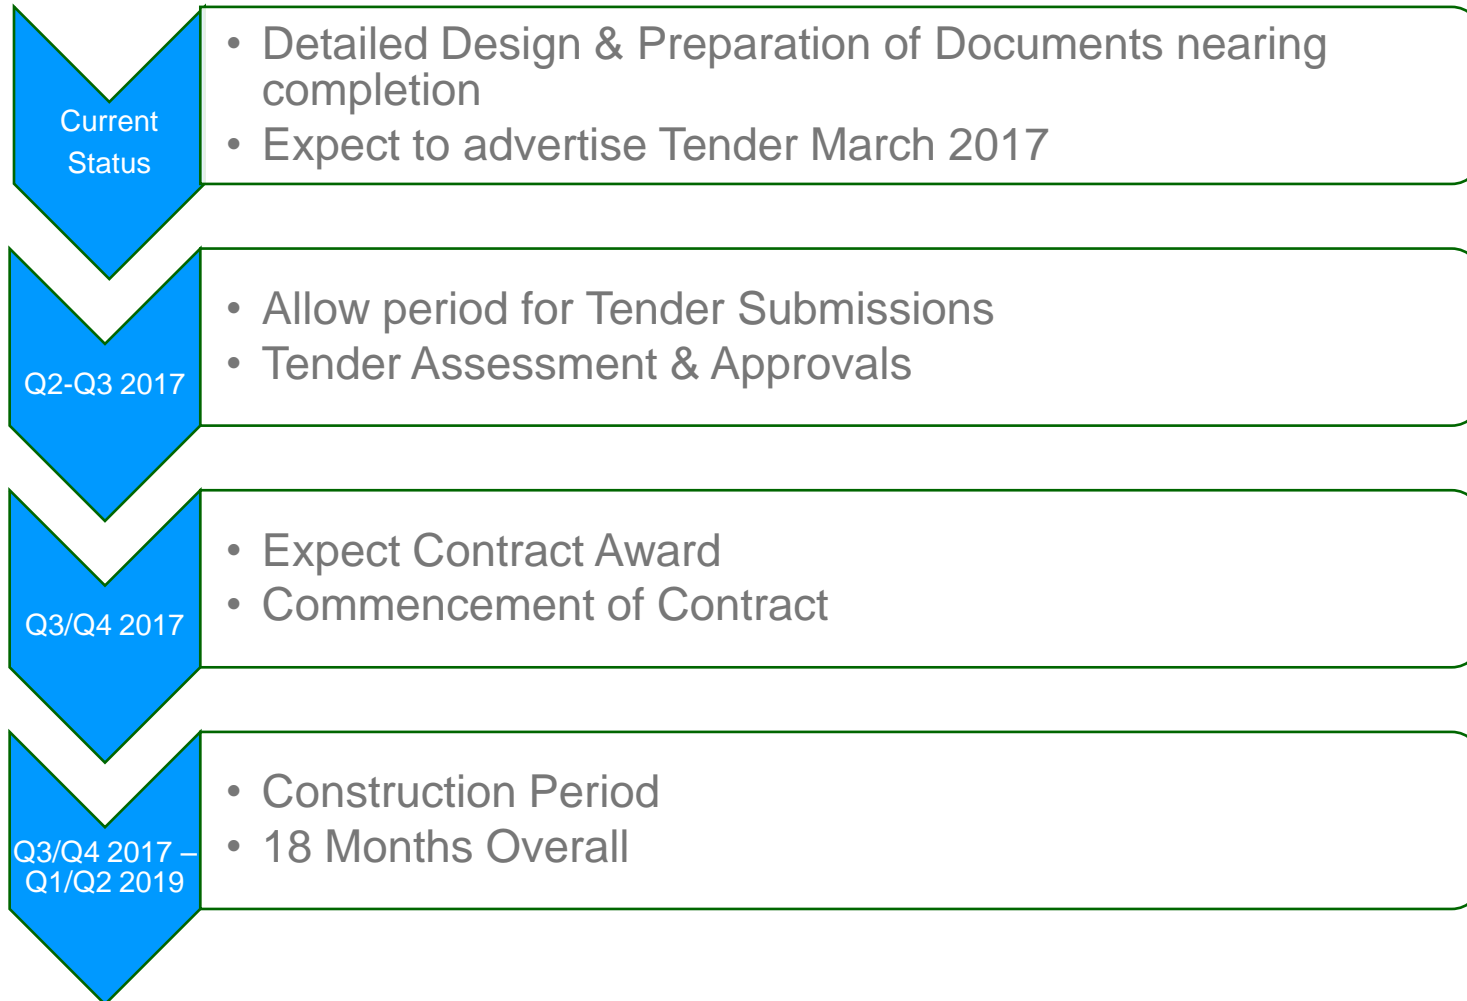 Current
Status
• Detailed Design & Preparation of Documents nearing
completion
• Expect to advertise Tender March 2017
Q2-Q3 2017
• Allow period for Tender Submissions
• Tender Assessment & Approvals
Q3/Q4 2017
• Expect Contract Award
• Commencement of Contract
Q3/Q4 2017 –
Q1/Q2 2019
• Construction Period
• 18 Months Overall